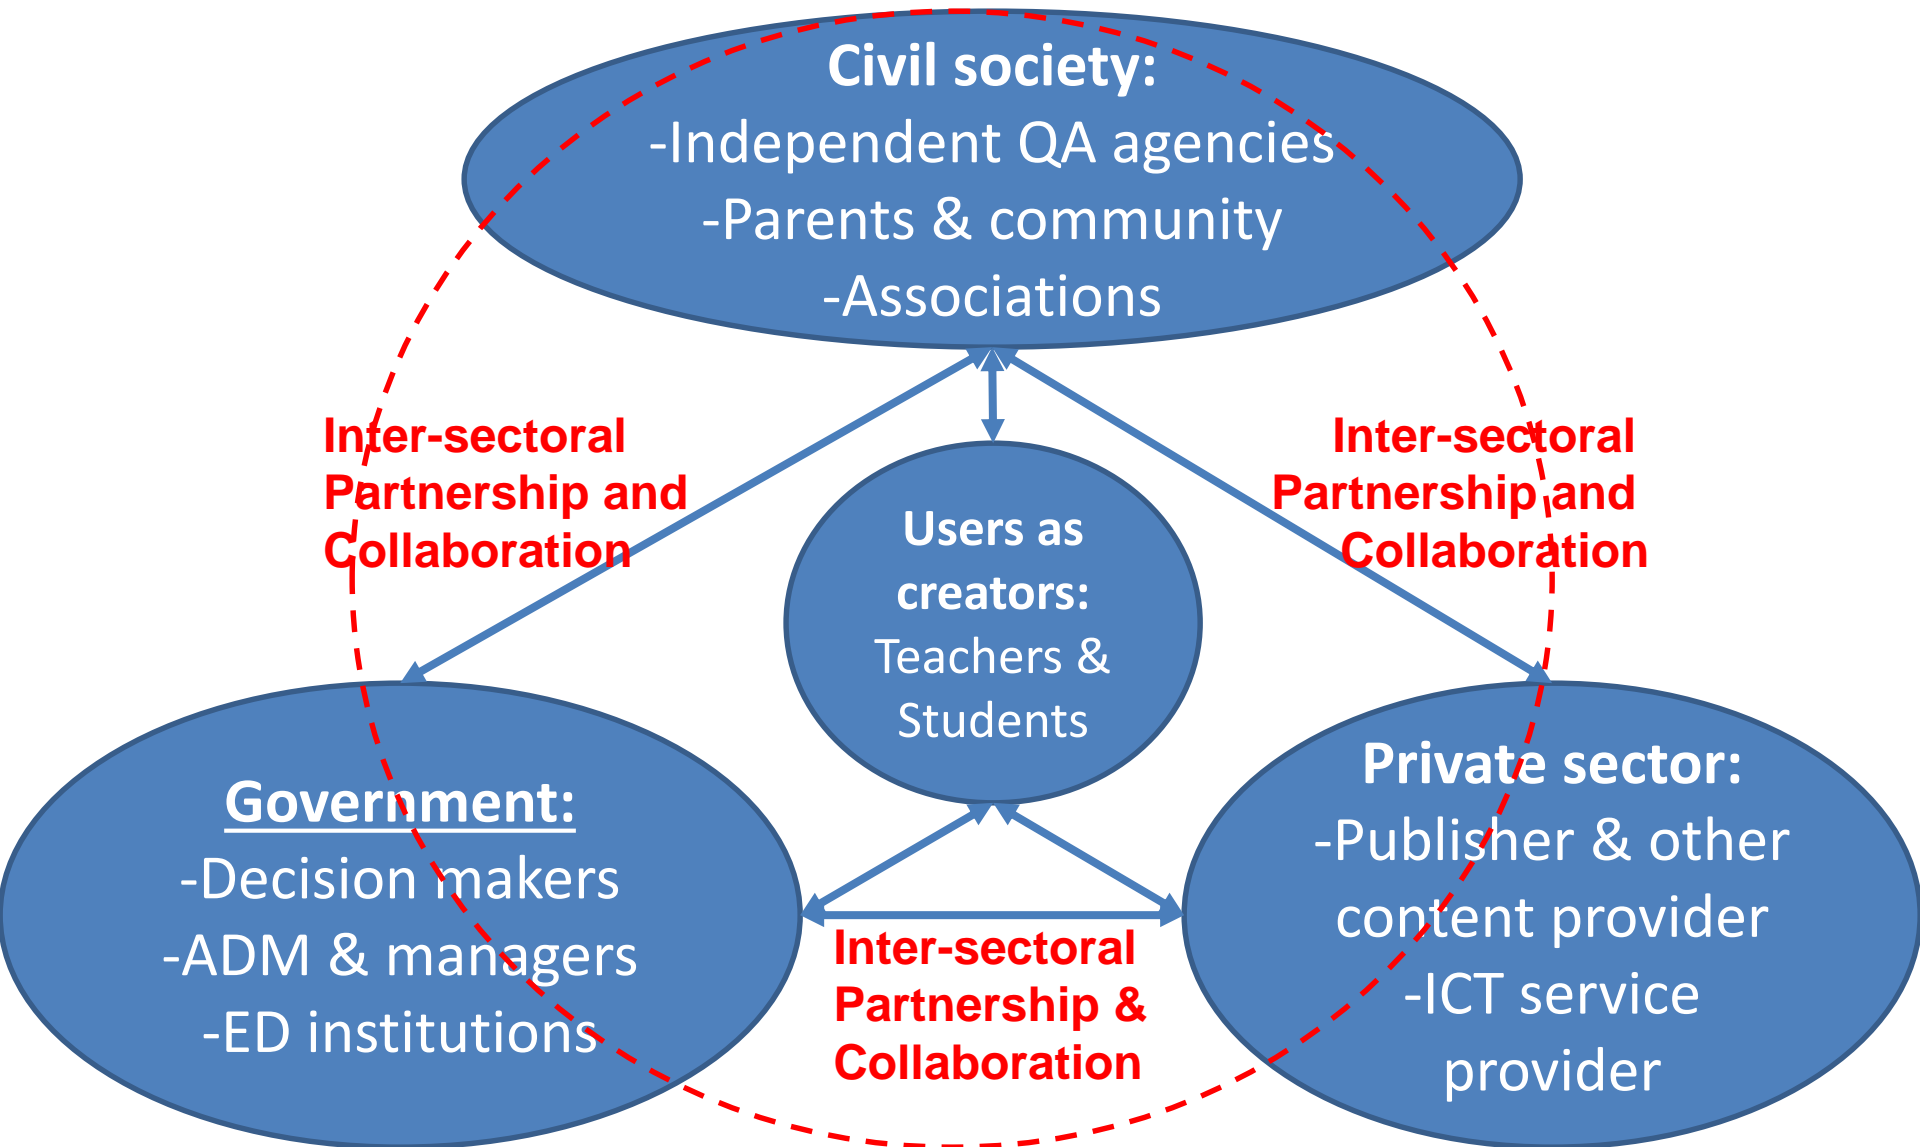 Civil society:
-Independent QA agencies
-Parents & community
-Associations
Inter-sectoral
Partnership and
Collaboration
Inter-sectoral
Partnership and
Collaboration
Users as
creators:
Teachers &
Students
Government:
-Decision makers
-ADM & managers
-ED institutions
Private sector:
-Publisher & other
content provider
-ICT service
provider
Inter-sectoral
Partnership &
Collaboration